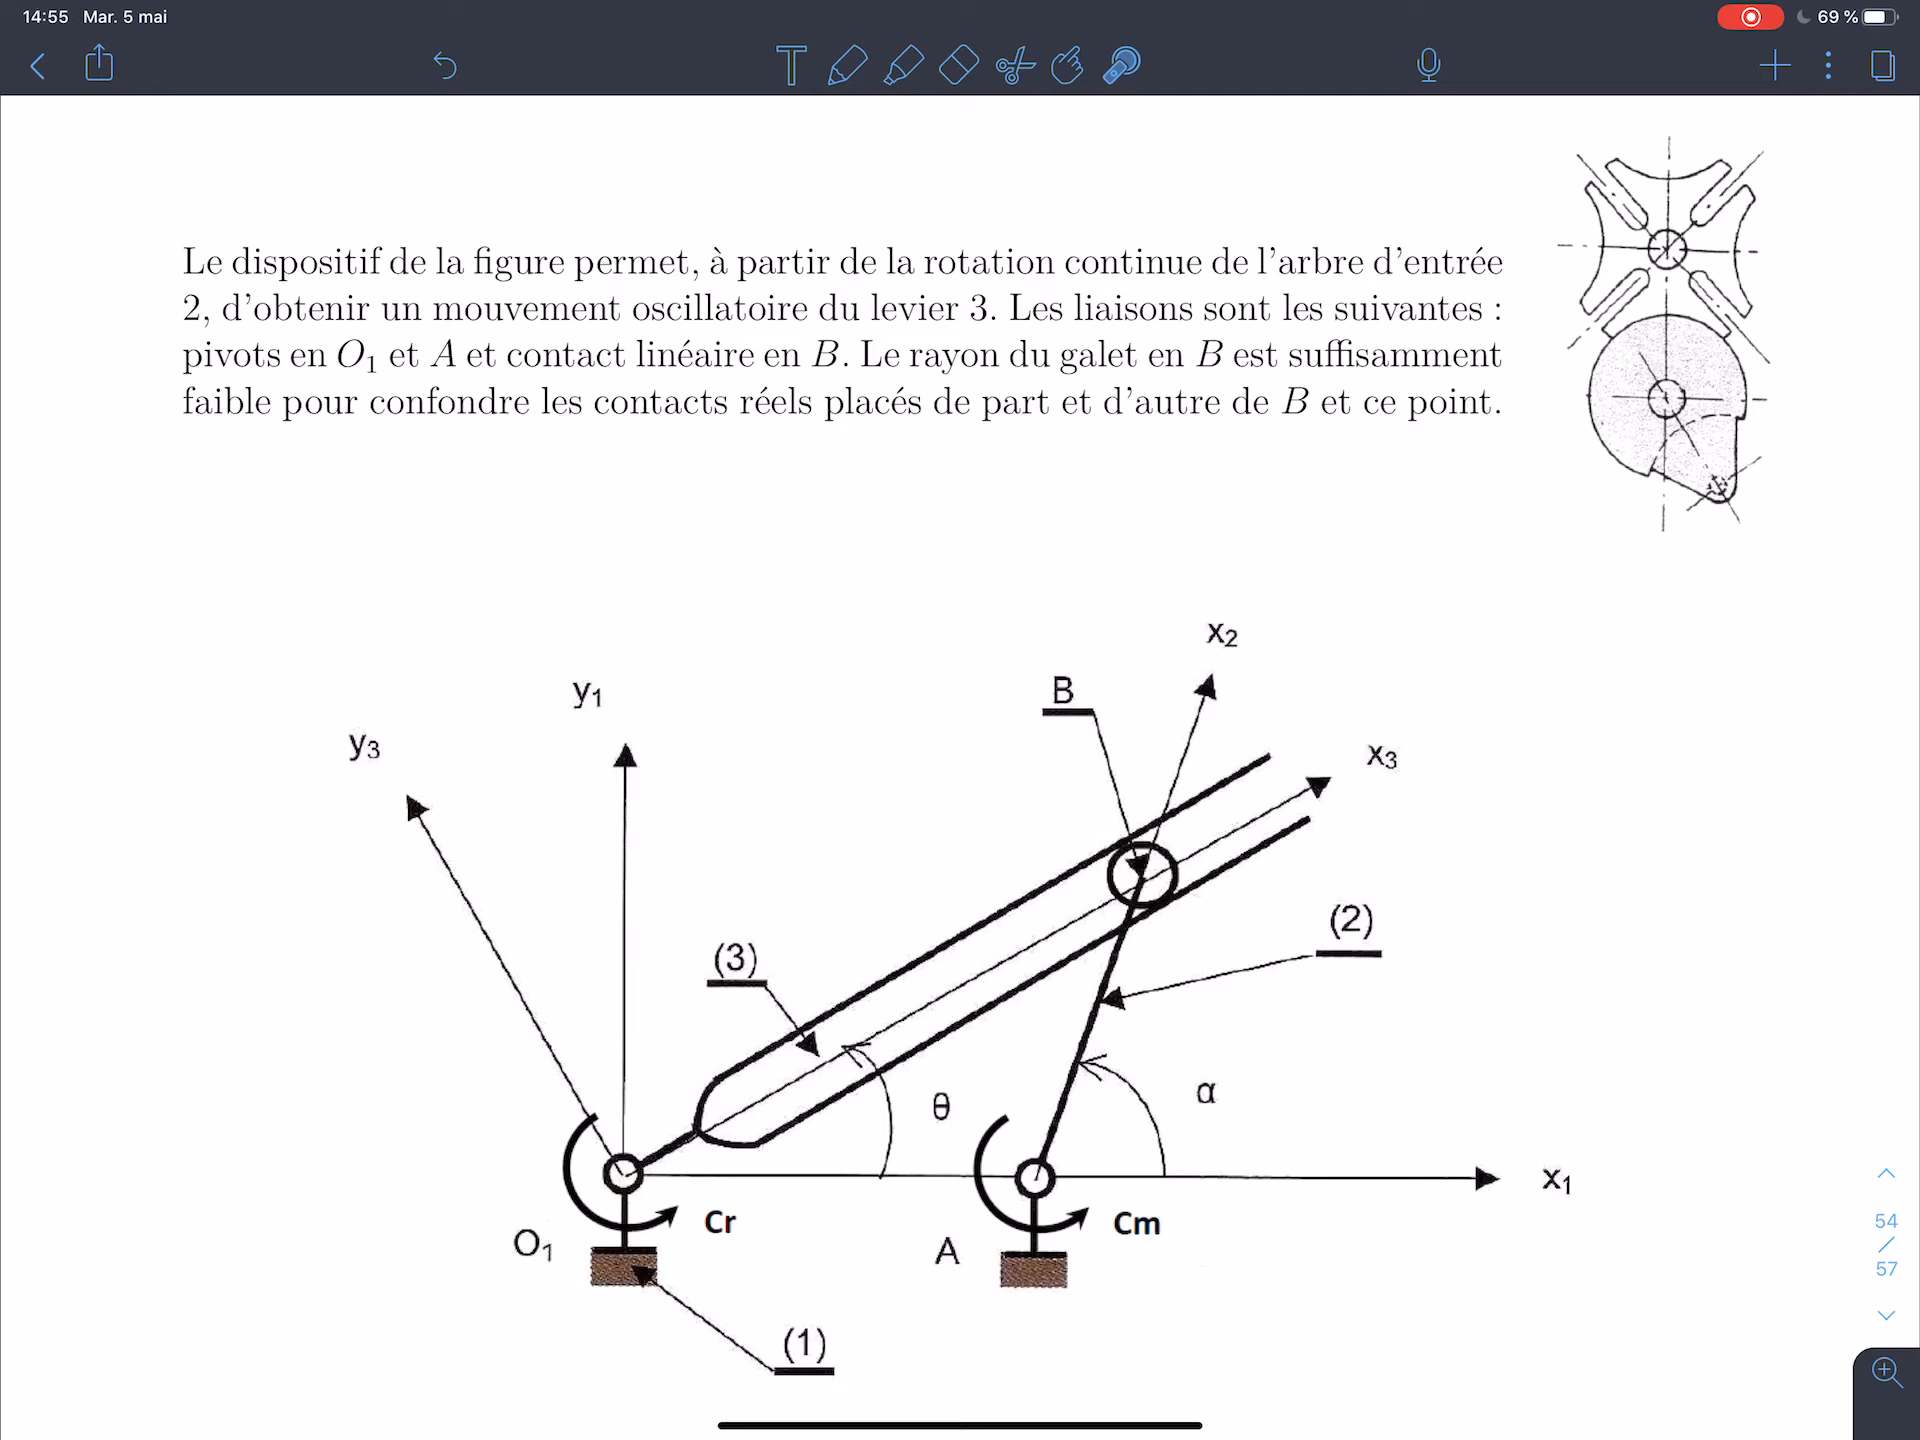 14:55 Mar. 5 mai
69 %
Le dispositif de la figure permet, à partir de la rotation continue de l'arbre d'entrée
2, d'obtenir un mouvement oscillatoire du levier 3. Les liaisons sont les suivantes :
pivots en O₁ et A et contact linéaire en B. Le rayon du galet en B est suffisamment
faible pour confondre les contacts réels placés de part et d'autre de B et ce point.
x₂
B
y₁
y₃
x₃
(2)
(3)
α
θ
x₁
Cr
Cm
O₁
A
(1)
54
/
57